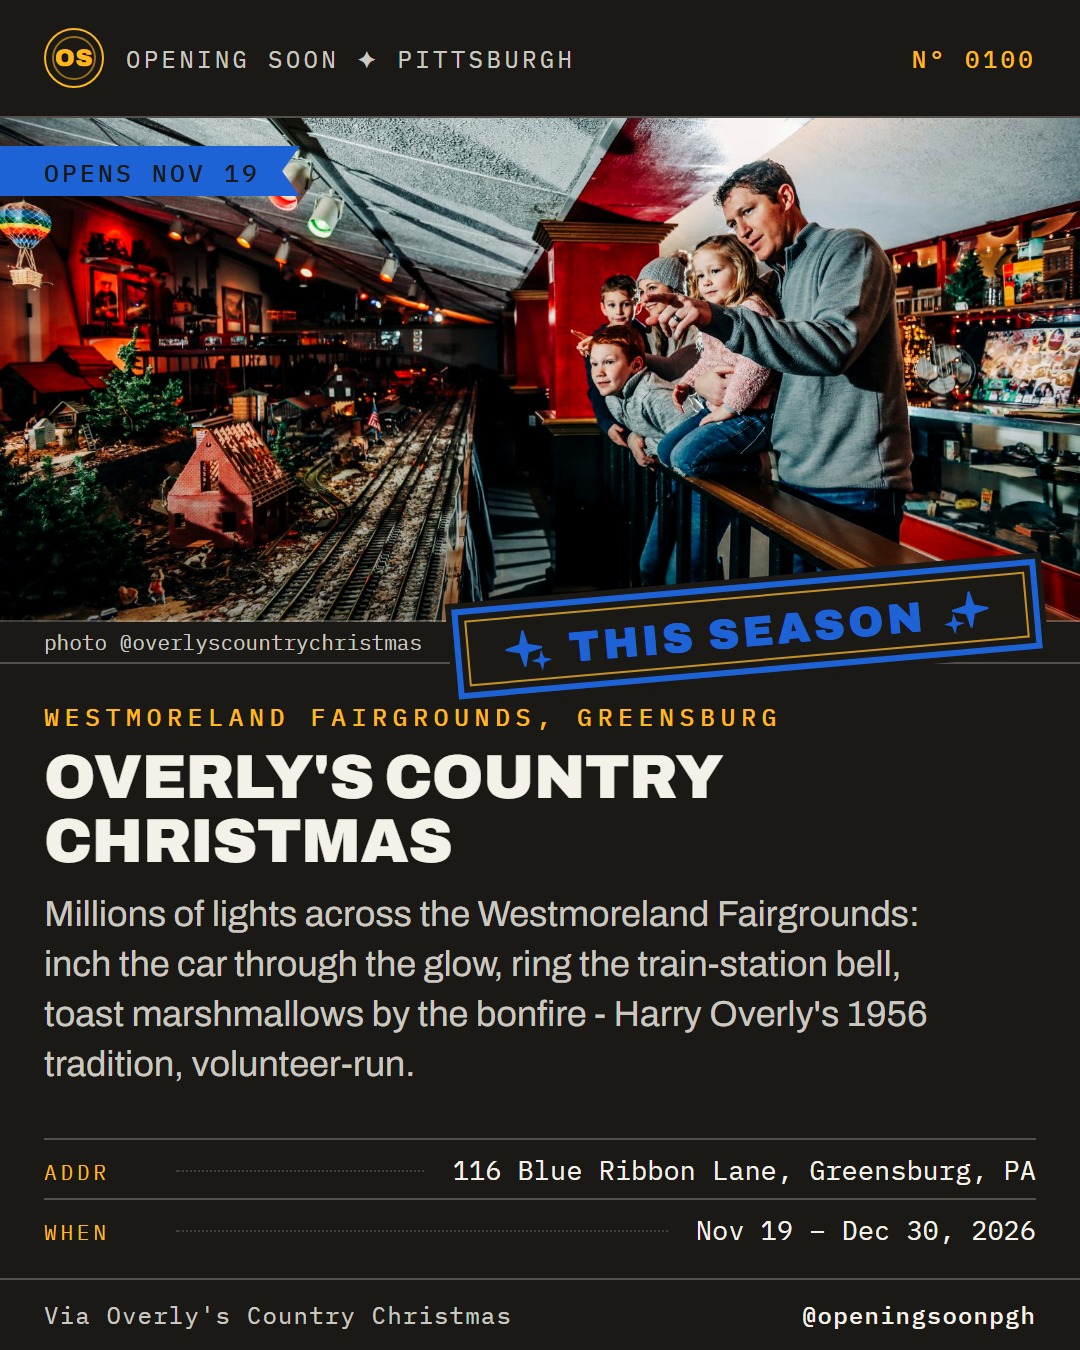 OS OPENING SOON ✦ PITTSBURGH
N° 0100
OPENS NOV 19
photo @overlyscountrychristmas
THIS SEASON
WESTMORELAND FAIRGROUNDS, GREENSBURG
OVERLY'S COUNTRY
CHRISTMAS
Millions of lights across the Westmoreland Fairgrounds:
inch the car through the glow, ring the train-station bell,
toast marshmallows by the bonfire - Harry Overly's 1956
tradition, volunteer-run.
ADDR 116 Blue Ribbon Lane, Greensburg, PA
WHEN Nov 19 – Dec 30, 2026
Via Overly's Country Christmas
@openingsoonpgh